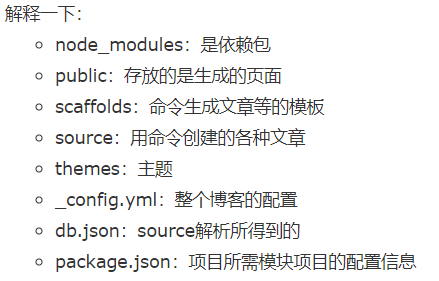 解释一下：
node_modules：是依赖包
public：存放的是生成的页面
scaffolds：命令生成文章等的模板
source：用命令创建的各种文章
themes：主题
_config.yml：整个博客的配置
db.json：source解析所得到的
package.json：项目所需模块项目的配置信息